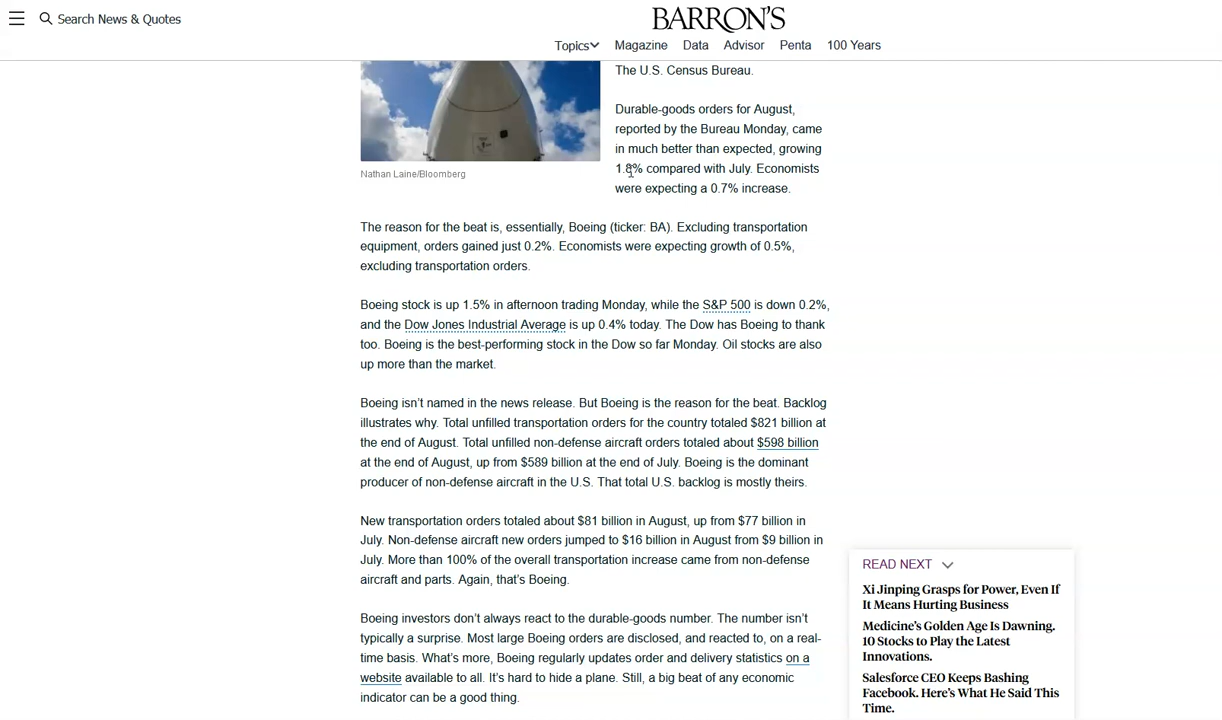 Search News & Quotes
BARRON'S
Topics
Magazine
Data
Advisor
Penta
100 Years
The U.S. Census Bureau.
Durable-goods orders for August,
reported by the Bureau Monday, came
in much better than expected, growing
1.8% compared with July. Economists
were expecting a 0.7% increase.
Nathan Laine/Bloomberg
The reason for the beat is, essentially, Boeing (ticker: BA). Excluding transportation
equipment, orders gained just 0.2%. Economists were expecting growth of 0.5%,
excluding transportation orders.
Boeing stock is up 1.5% in afternoon trading Monday, while the S&P 500 is down 0.2%,
and the Dow Jones Industrial Average is up 0.4% today. The Dow has Boeing to thank
too. Boeing is the best-performing stock in the Dow so far Monday. Oil stocks are also
up more than the market.
Boeing isn't named in the news release. But Boeing is the reason for the beat. Backlog
illustrates why. Total unfilled transportation orders for the country totaled $821 billion at
the end of August. Total unfilled non-defense aircraft orders totaled about $598 billion
at the end of August, up from $589 billion at the end of July. Boeing is the dominant
producer of non-defense aircraft in the U.S. That total U.S. backlog is mostly theirs.
New transportation orders totaled about $81 billion in August, up from $77 billion in
July. Non-defense aircraft new orders jumped to $16 billion in August from $9 billion in
July. More than 100% of the overall transportation increase came from non-defense
aircraft and parts. Again, that's Boeing.
Boeing investors don't always react to the durable-goods number. The number isn't
typically a surprise. Most large Boeing orders are disclosed, and reacted to, on a real-
time basis. What's more, Boeing regularly updates order and delivery statistics on a
website available to all. It's hard to hide a plane. Still, a big beat of any economic
indicator can be a good thing.
READ NEXT
Xi Jinping Grasps for Power, Even If
It Means Hurting Business
Medicine's Golden Age Is Dawning.
10 Stocks to Play the Latest
Innovations.
Salesforce CEO Keeps Bashing
Facebook. Here's What He Said This
Time.